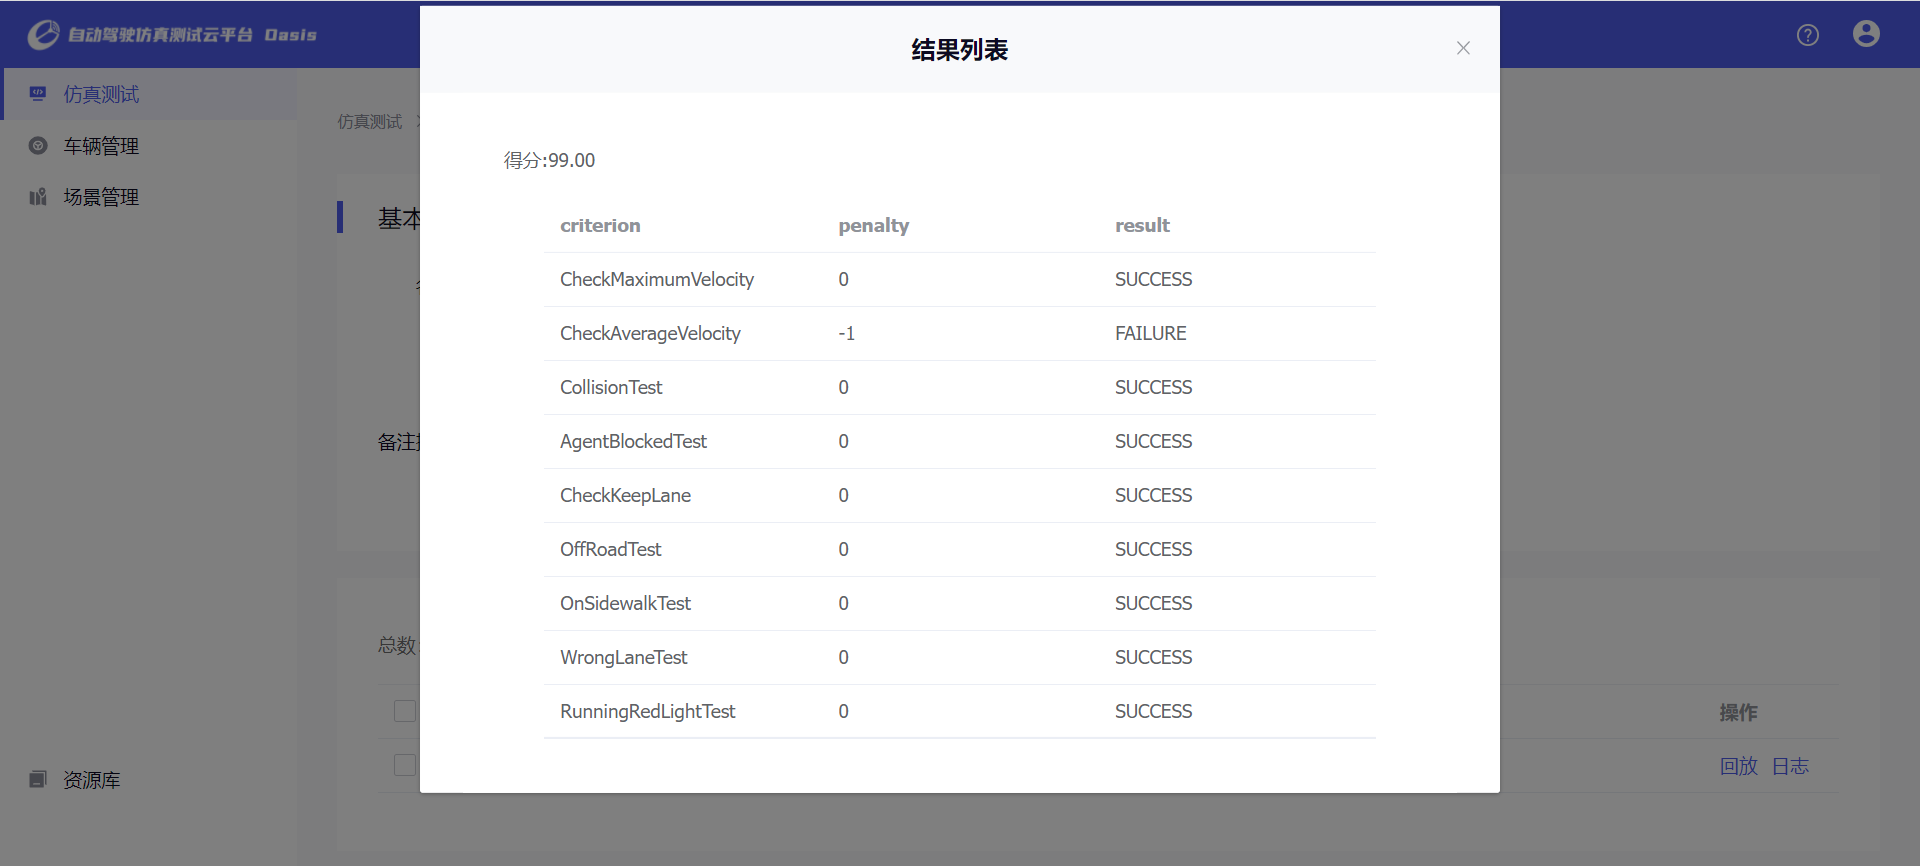 自动驾驶仿真测试云平台 Oasis
仿真测试
车辆管理
场景管理
资源库
仿真测试 >
基本
备注
总数
操作
回放 日志
结果列表
得分:99.00
criterion penalty result
CheckMaximumVelocity 0 SUCCESS
CheckAverageVelocity -1 FAILURE
CollisionTest 0 SUCCESS
AgentBlockedTest 0 SUCCESS
CheckKeepLane 0 SUCCESS
OffRoadTest 0 SUCCESS
OnSidewalkTest 0 SUCCESS
WrongLaneTest 0 SUCCESS
RunningRedLightTest 0 SUCCESS